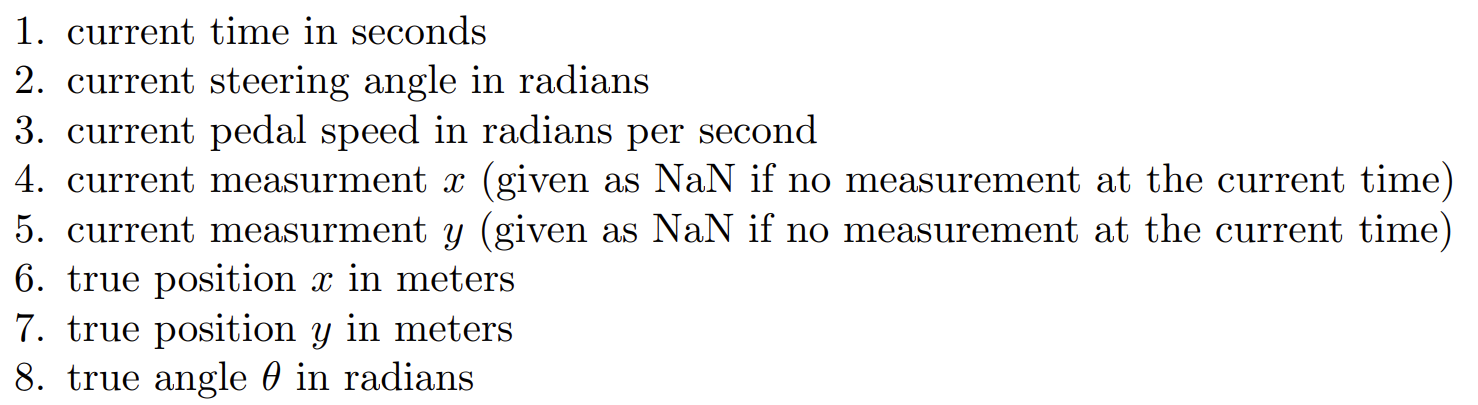 1. current time in seconds
2. current steering angle in radians
3. current pedal speed in radians per second
4. current measurment x (given as NaN if no measurement at the current time)
5. current measurment y (given as NaN if no measurement at the current time)
6. true position x in meters
7. true position y in meters
8. true angle θ in radians